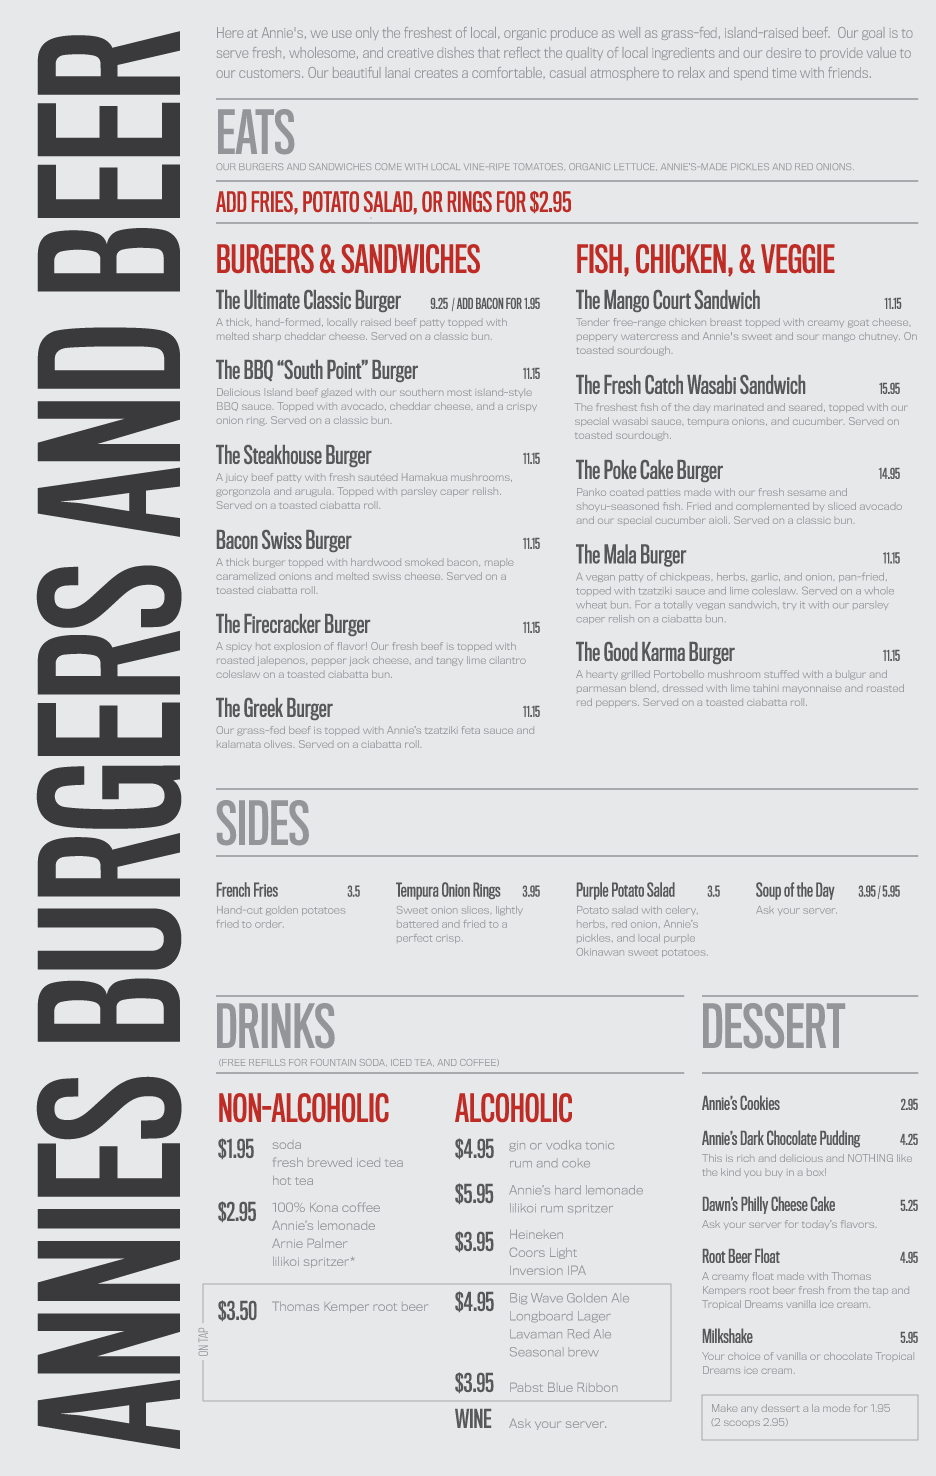 ANNIES BURGERS AND BEER
Here at Annie's, we use only the freshest of local, organic produce as well as grass-fed, island-raised beef. Our goal is to
serve fresh, wholesome, and creative dishes that reflect the quality of local ingredients and our desire to provide value to
our customers. Our beautiful lanai creates a comfortable, casual atmosphere to relax and spend time with friends.
EATS
OUR BURGERS AND SANDWICHES COME WITH LOCAL VINE-RIPE TOMATOES, ORGANIC LETTUCE, ANNIE'S-MADE PICKLES AND RED ONIONS.
ADD FRIES, POTATO SALAD, OR RINGS FOR $2.95
BURGERS & SANDWICHES
The Ultimate Classic Burger 9.25 / ADD BACON FOR 1.95
A thick, hand-formed, locally raised beef patty topped with
melted sharp cheddar cheese. Served on a classic bun.
The BBQ “South Point” Burger 11.15
Delicious Island beef glazed with our southern most island-style
BBQ sauce. Topped with avocado, cheddar cheese, and a crispy
onion ring. Served on a classic bun.
The Steakhouse Burger 11.15
A juicy beef patty with fresh sautéed Hamakua mushrooms,
gorgonzola and arugula. Topped with parsley caper relish.
Served on a toasted ciabatta roll.
Bacon Swiss Burger 11.15
A thick burger topped with hardwood smoked bacon, maple
caramelized onions and melted swiss cheese. Served on a
toasted ciabatta roll.
The Firecracker Burger 11.15
A spicy hot explosion of flavor! Our fresh beef is topped with
roasted jalepenos, pepper jack cheese, and tangy lime cilantro
coleslaw on a toasted ciabatta bun.
The Greek Burger 11.15
Our grass-fed beef is topped with Annie's tzatziki feta sauce and
kalamata olives. Served on a ciabatta roll.
FISH, CHICKEN, & VEGGIE
The Mango Court Sandwich 11.15
Tender free-range chicken breast topped with creamy goat cheese,
peppery watercress and Annie's sweet and sour mango chutney. On
toasted sourdough.
The Fresh Catch Wasabi Sandwich 15.95
The freshest fish of the day marinated and seared, topped with our
special wasabi sauce, tempura onions, and cucumber. Served on
toasted sourdough.
The Poke Cake Burger 14.95
Panko coated patties made with our fresh sesame and
shoyu-seasoned fish. Fried and complemented by sliced avocado
and our special cucumber aioli. Served on a classic bun.
The Mala Burger 11.15
A vegan patty of chickpeas, herbs, garlic, and onion, pan-fried,
topped with tzatziki sauce and lime coleslaw. Served on a whole
wheat bun. For a totally vegan sandwich, try it with our parsley
caper relish on a ciabatta bun.
The Good Karma Burger 11.15
A hearty grilled Portobello mushroom stuffed with a bulgur and
parmesan blend, dressed with lime tahini mayonnaise and roasted
red peppers. Served on a toasted ciabatta roll.
SIDES
French Fries 3.5
Hand-cut golden potatoes
fried to order.
Tempura Onion Rings 3.95
Sweet onion slices, lightly
battered and fried to a
perfect crisp.
Purple Potato Salad 3.5
Potato salad with celery,
herbs, red onion, Annie's
pickles, and local purple
Okinawan sweet potatoes.
Soup of the Day 3.95 / 5.95
Ask your server.
DRINKS
(FREE REFILLS FOR FOUNTAIN SODA, ICED TEA, AND COFFEE)
NON-ALCOHOLIC
$1.95 soda
fresh brewed iced tea
hot tea
$2.95 100% Kona coffee
Annie's lemonade
Arnie Palmer
lilikoi spritzer*
ON TAP
$3.50 Thomas Kemper root beer
ALCOHOLIC
$4.95 gin or vodka tonic
rum and coke
$5.95 Annie's hard lemonade
lilikoi rum spritzer
$3.95 Heineken
Coors Light
Inversion IPA
$4.95 Big Wave Golden Ale
Longboard Lager
Lavaman Red Ale
Seasonal brew
$3.95 Pabst Blue Ribbon
WINE Ask your server.
DESSERT
Annie's Cookies 2.95
Annie's Dark Chocolate Pudding 4.25
This is rich and delicious and NOTHING like
the kind you buy in a box!
Dawn's Philly Cheese Cake 5.25
Ask your server for today's flavors.
Root Beer Float 4.95
A creamy float made with Thomas
Kempers root beer fresh from the tap and
Tropical Dreams vanilla ice cream.
Milkshake 5.95
Your choice of vanilla or chocolate Tropical
Dreams ice cream.
Make any dessert a la mode for 1.95
(2 scoops 2.95)